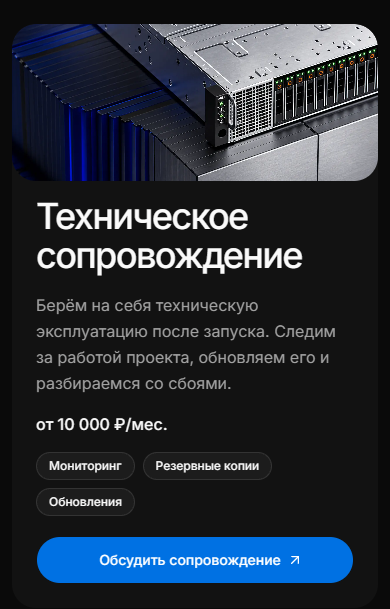 Техническое
сопровождение
Берём на себя техническую
эксплуатацию после запуска. Следим
за работой проекта, обновляем его и
разбираемся со сбоями.
от 10 000 ₽/мес.
Мониторинг
Резервные копии
Обновления
Обсудить сопровождение ↗